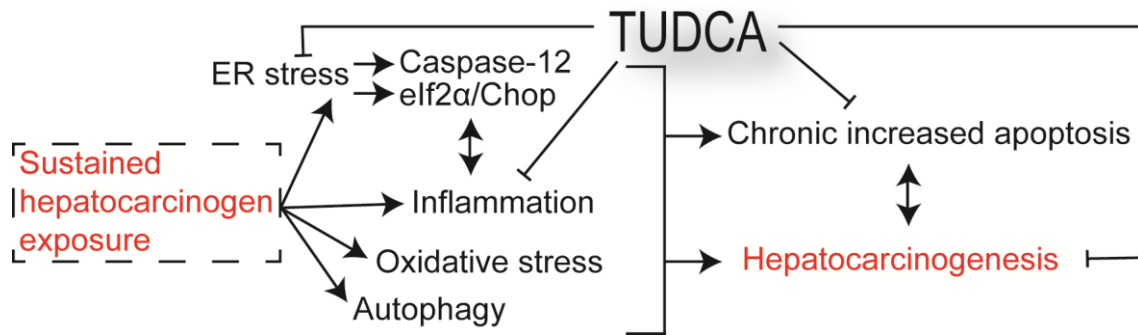 TUDCA
ER stress
Caspase-12
eIf2α/Chop
Chronic increased apoptosis
Sustained
hepatocarcinogen
exposure
Inflammation
Oxidative stress
Hepatocarcinogenesis
Autophagy